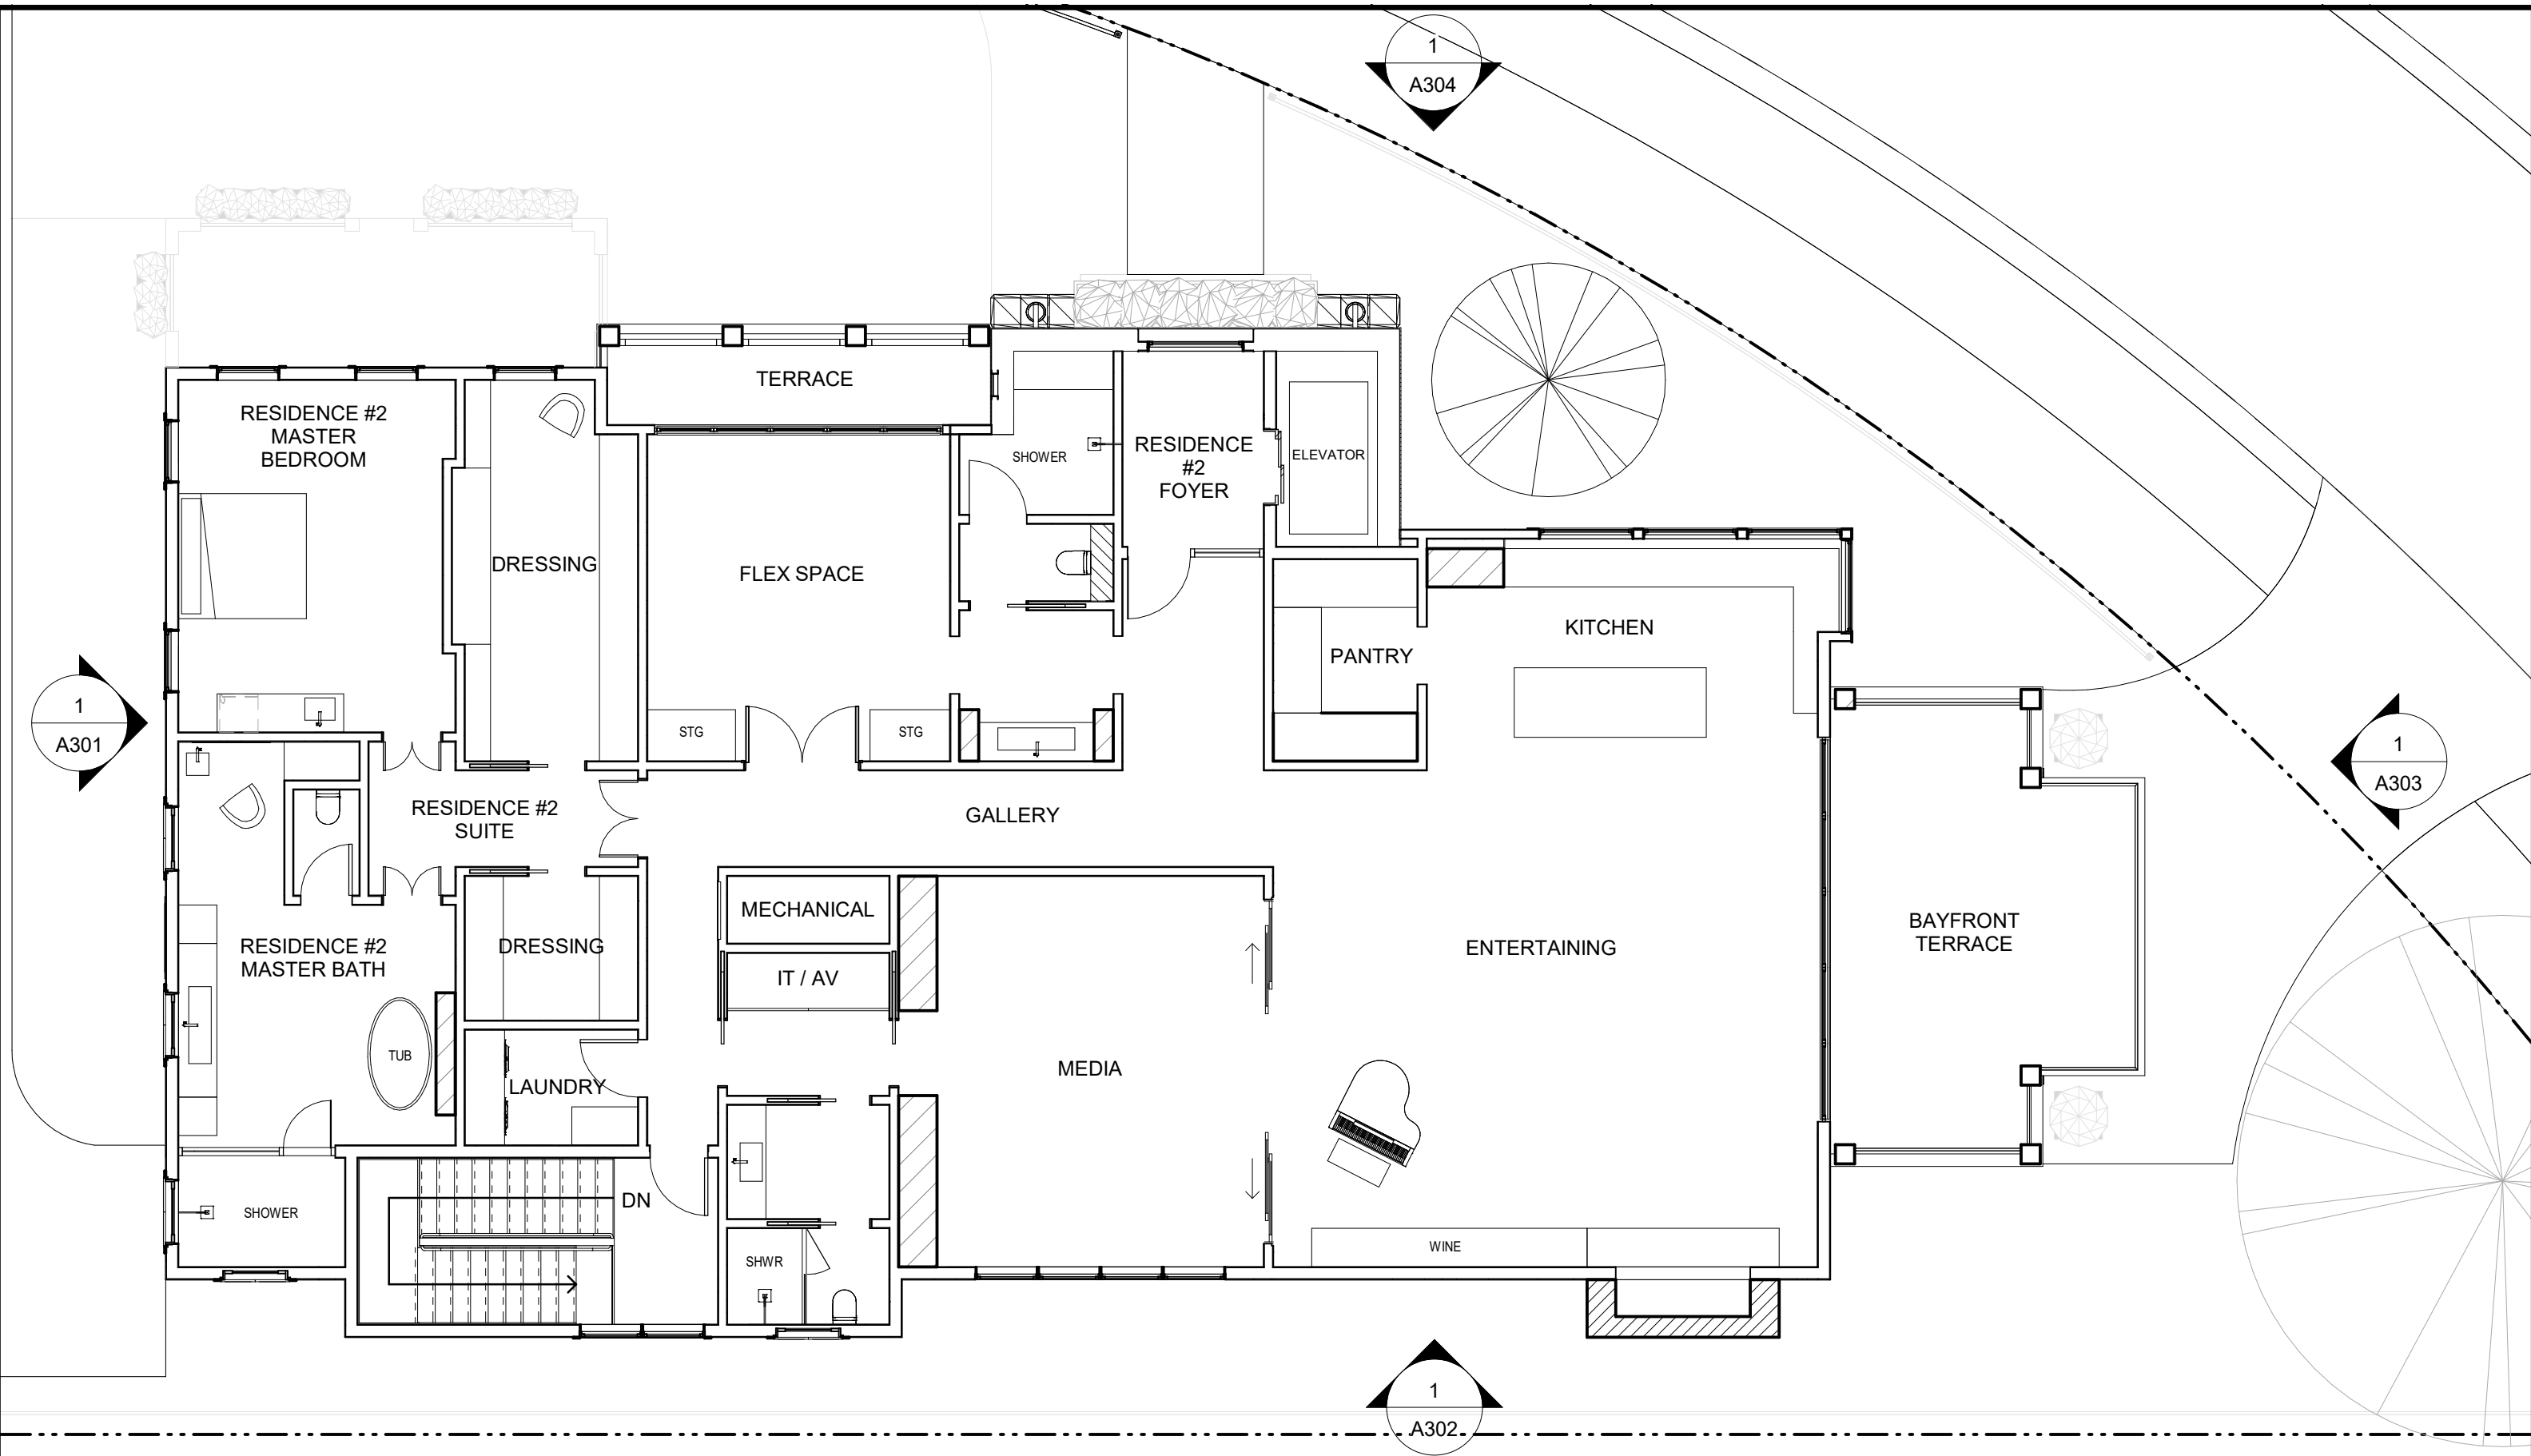 1
A304
TERRACE
RESIDENCE #2
MASTER
BEDROOM
SHOWER
RESIDENCE
#2
FOYER
ELEVATOR
DRESSING
FLEX SPACE
KITCHEN
PANTRY
1
A301
STG
STG
1
A303
RESIDENCE #2
SUITE
GALLERY
MECHANICAL
BAYFRONT
TERRACE
RESIDENCE #2
MASTER BATH
DRESSING
ENTERTAINING
IT / AV
TUB
MEDIA
LAUNDRY
DN
SHOWER
WINE
SHWR
1
A302